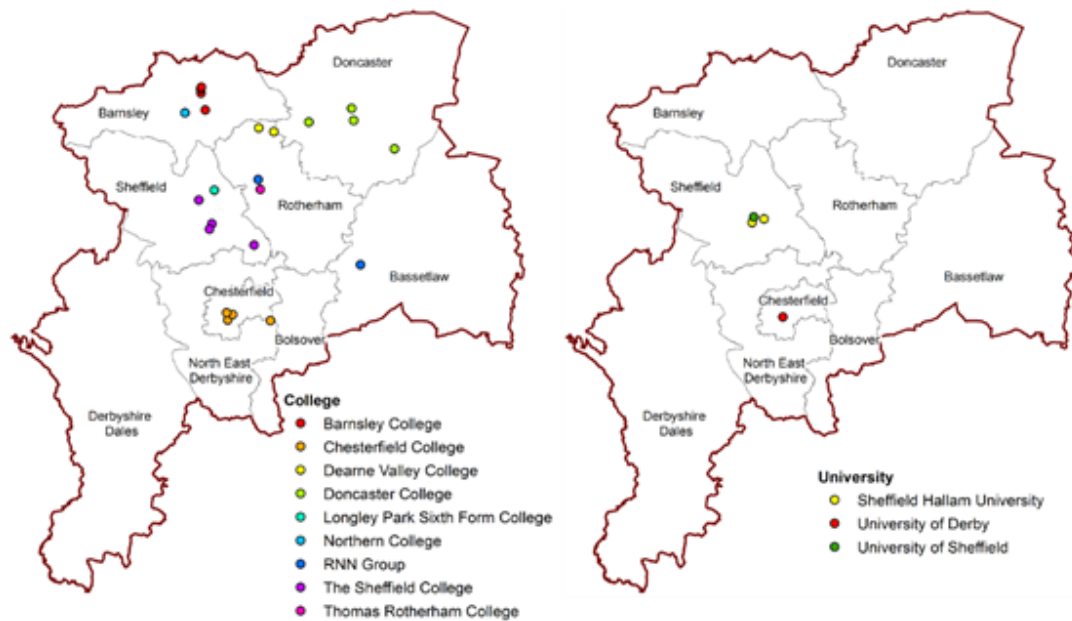 Doncaster
Barnsley
Sheffield
Rotherham
Bassetlaw
Chesterfield
Bolsover
North East
Derbyshire
Derbyshire
Dales
College
Barnsley College
Chesterfield College
Dearne Valley College
Doncaster College
Longley Park Sixth Form College
Northern College
RNN Group
The Sheffield College
Thomas Rotherham College
Doncaster
Barnsley
Sheffield
Rotherham
Bassetlaw
Chesterfield
Bolsover
North East
Derbyshire
Derbyshire
Dales
University
Sheffield Hallam University
University of Derby
University of Sheffield